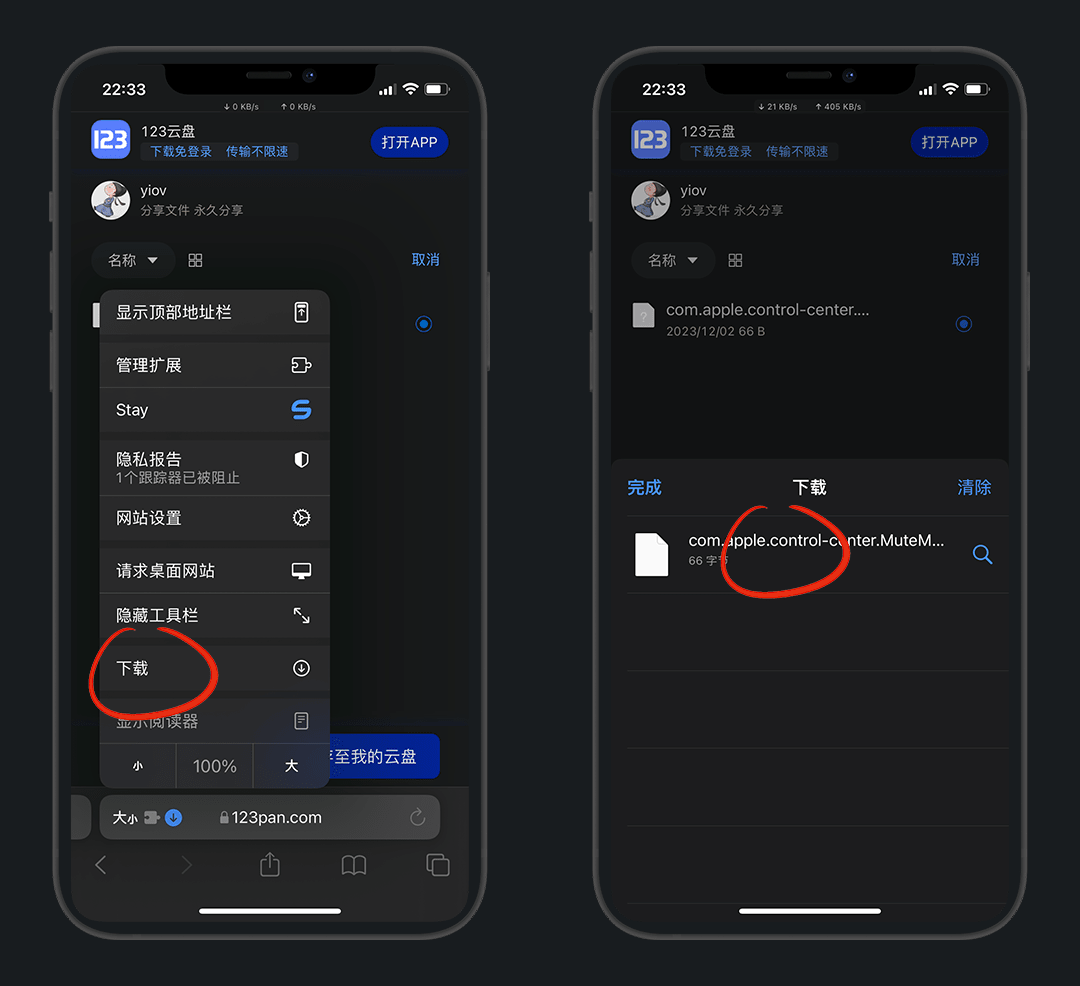 22:33
↓ 0 KB/s ↑ 0 KB/s
123
123云盘
下载免登录 传输不限速
打开APP
yiov
分享文件 永久分享
名称
取消
显示顶部地址栏
管理扩展
Stay
隐私报告
1个跟踪器已被阻止
网站设置
请求桌面网站
隐藏工具栏
下载
显示阅读器
小 100% 大
至我的云盘
大小 123pan.com
22:33
↓ 21 KB/s ↑ 405 KB/s
123
123云盘
下载免登录 传输不限速
打开APP
yiov
分享文件 永久分享
名称
取消
com.apple.control-center....
2023/12/02 66 B
完成 下载 清除
com.apple.control-center.MuteM...
66 字节